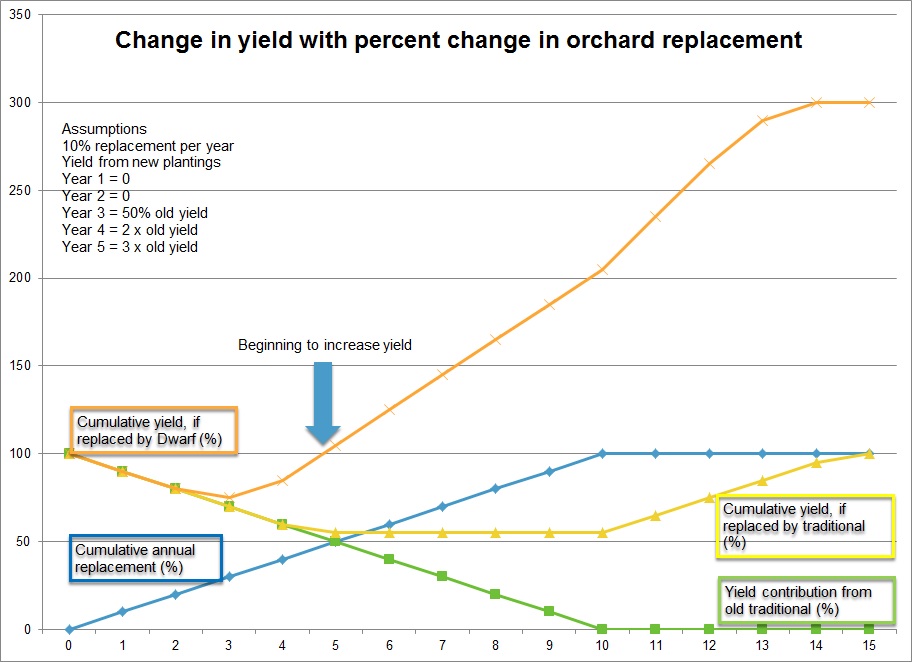 Change in yield with percent change in orchard replacement
350
300
250
200
150
100
50
0
Assumptions
10% replacement per year
Yield from new plantings
Year 1 = 0
Year 2 = 0
Year 3 = 50% old yield
Year 4 = 2 x old yield
Year 5 = 3 x old yield
Beginning to increase yield
Cumulative yield, if
replaced by Dwarf (%)
Cumulative annual
replacement (%)
Cumulative yield, if
replaced by traditional
(%)
Yield contribution from
old traditional (%)
0 1 2 3 4 5 6 7 8 9 10 11 12 13 14 15